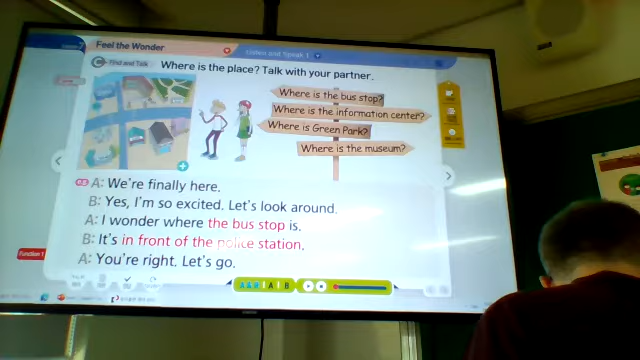 Feel the Wonder
Listen and Speak 1
C Find and Talk
Where is the place? Talk with your partner.
Where is the bus stop?
Where is the information center?
Where is Green Park?
Where is the museum?
A: We're finally here.
B: Yes, I'm so excited. Let's look around.
A: I wonder where the bus stop is.
B: It's in front of the police station.
Function 1
A: You're right. Let's go.
A&B A B